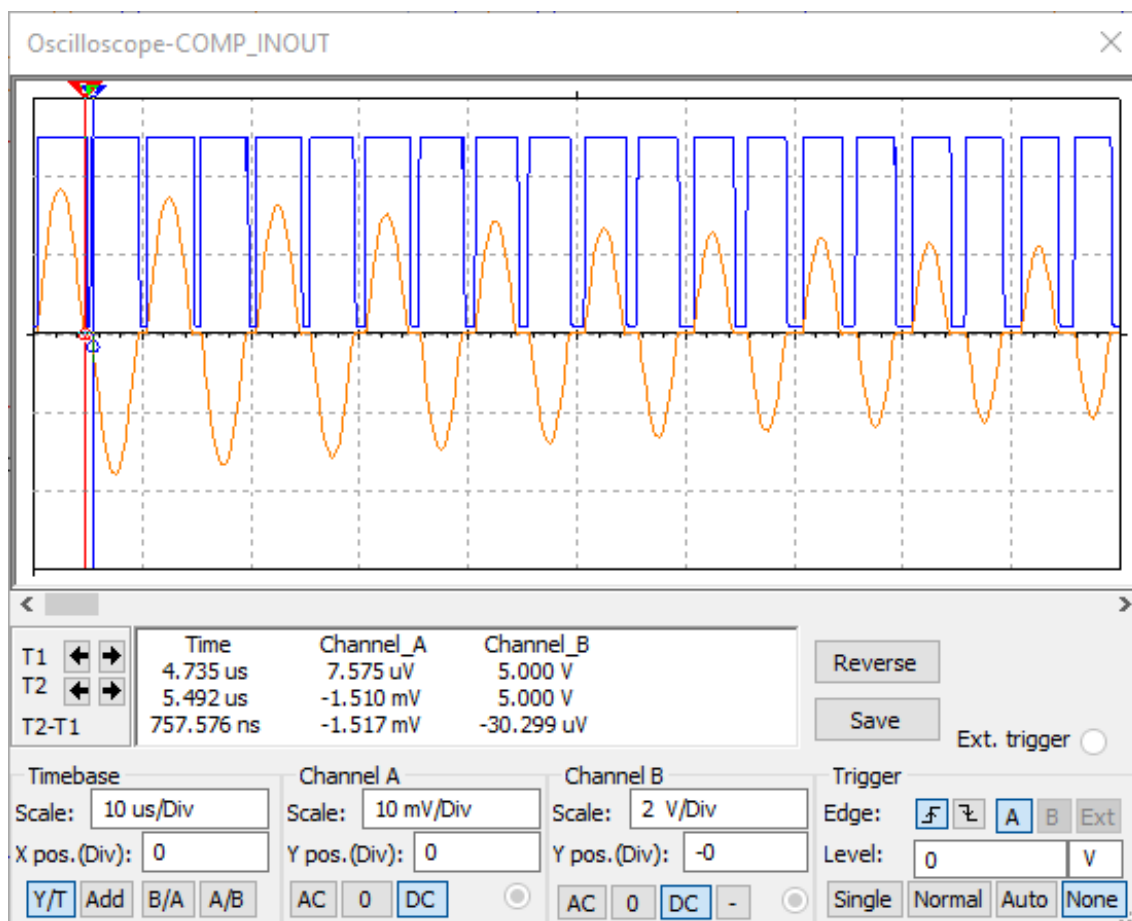 Oscilloscope-COMP_INOUT
Time Channel_A Channel_B
T1 4.735 us 7.575 uV 5.000 V
T2 5.492 us -1.510 mV 5.000 V
T2-T1 757.576 ns -1.517 mV -30.299 uV
Reverse
Save
Ext. trigger
Timebase Channel A Channel B Trigger
Scale: 10 us/Div Scale: 10 mV/Div Scale: 2 V/Div Edge: A B Ext
X pos.(Div): 0 Y pos.(Div): 0 Y pos.(Div): -0 Level: 0 V
Y/T Add B/A A/B AC 0 DC AC 0 DC - Single Normal Auto None